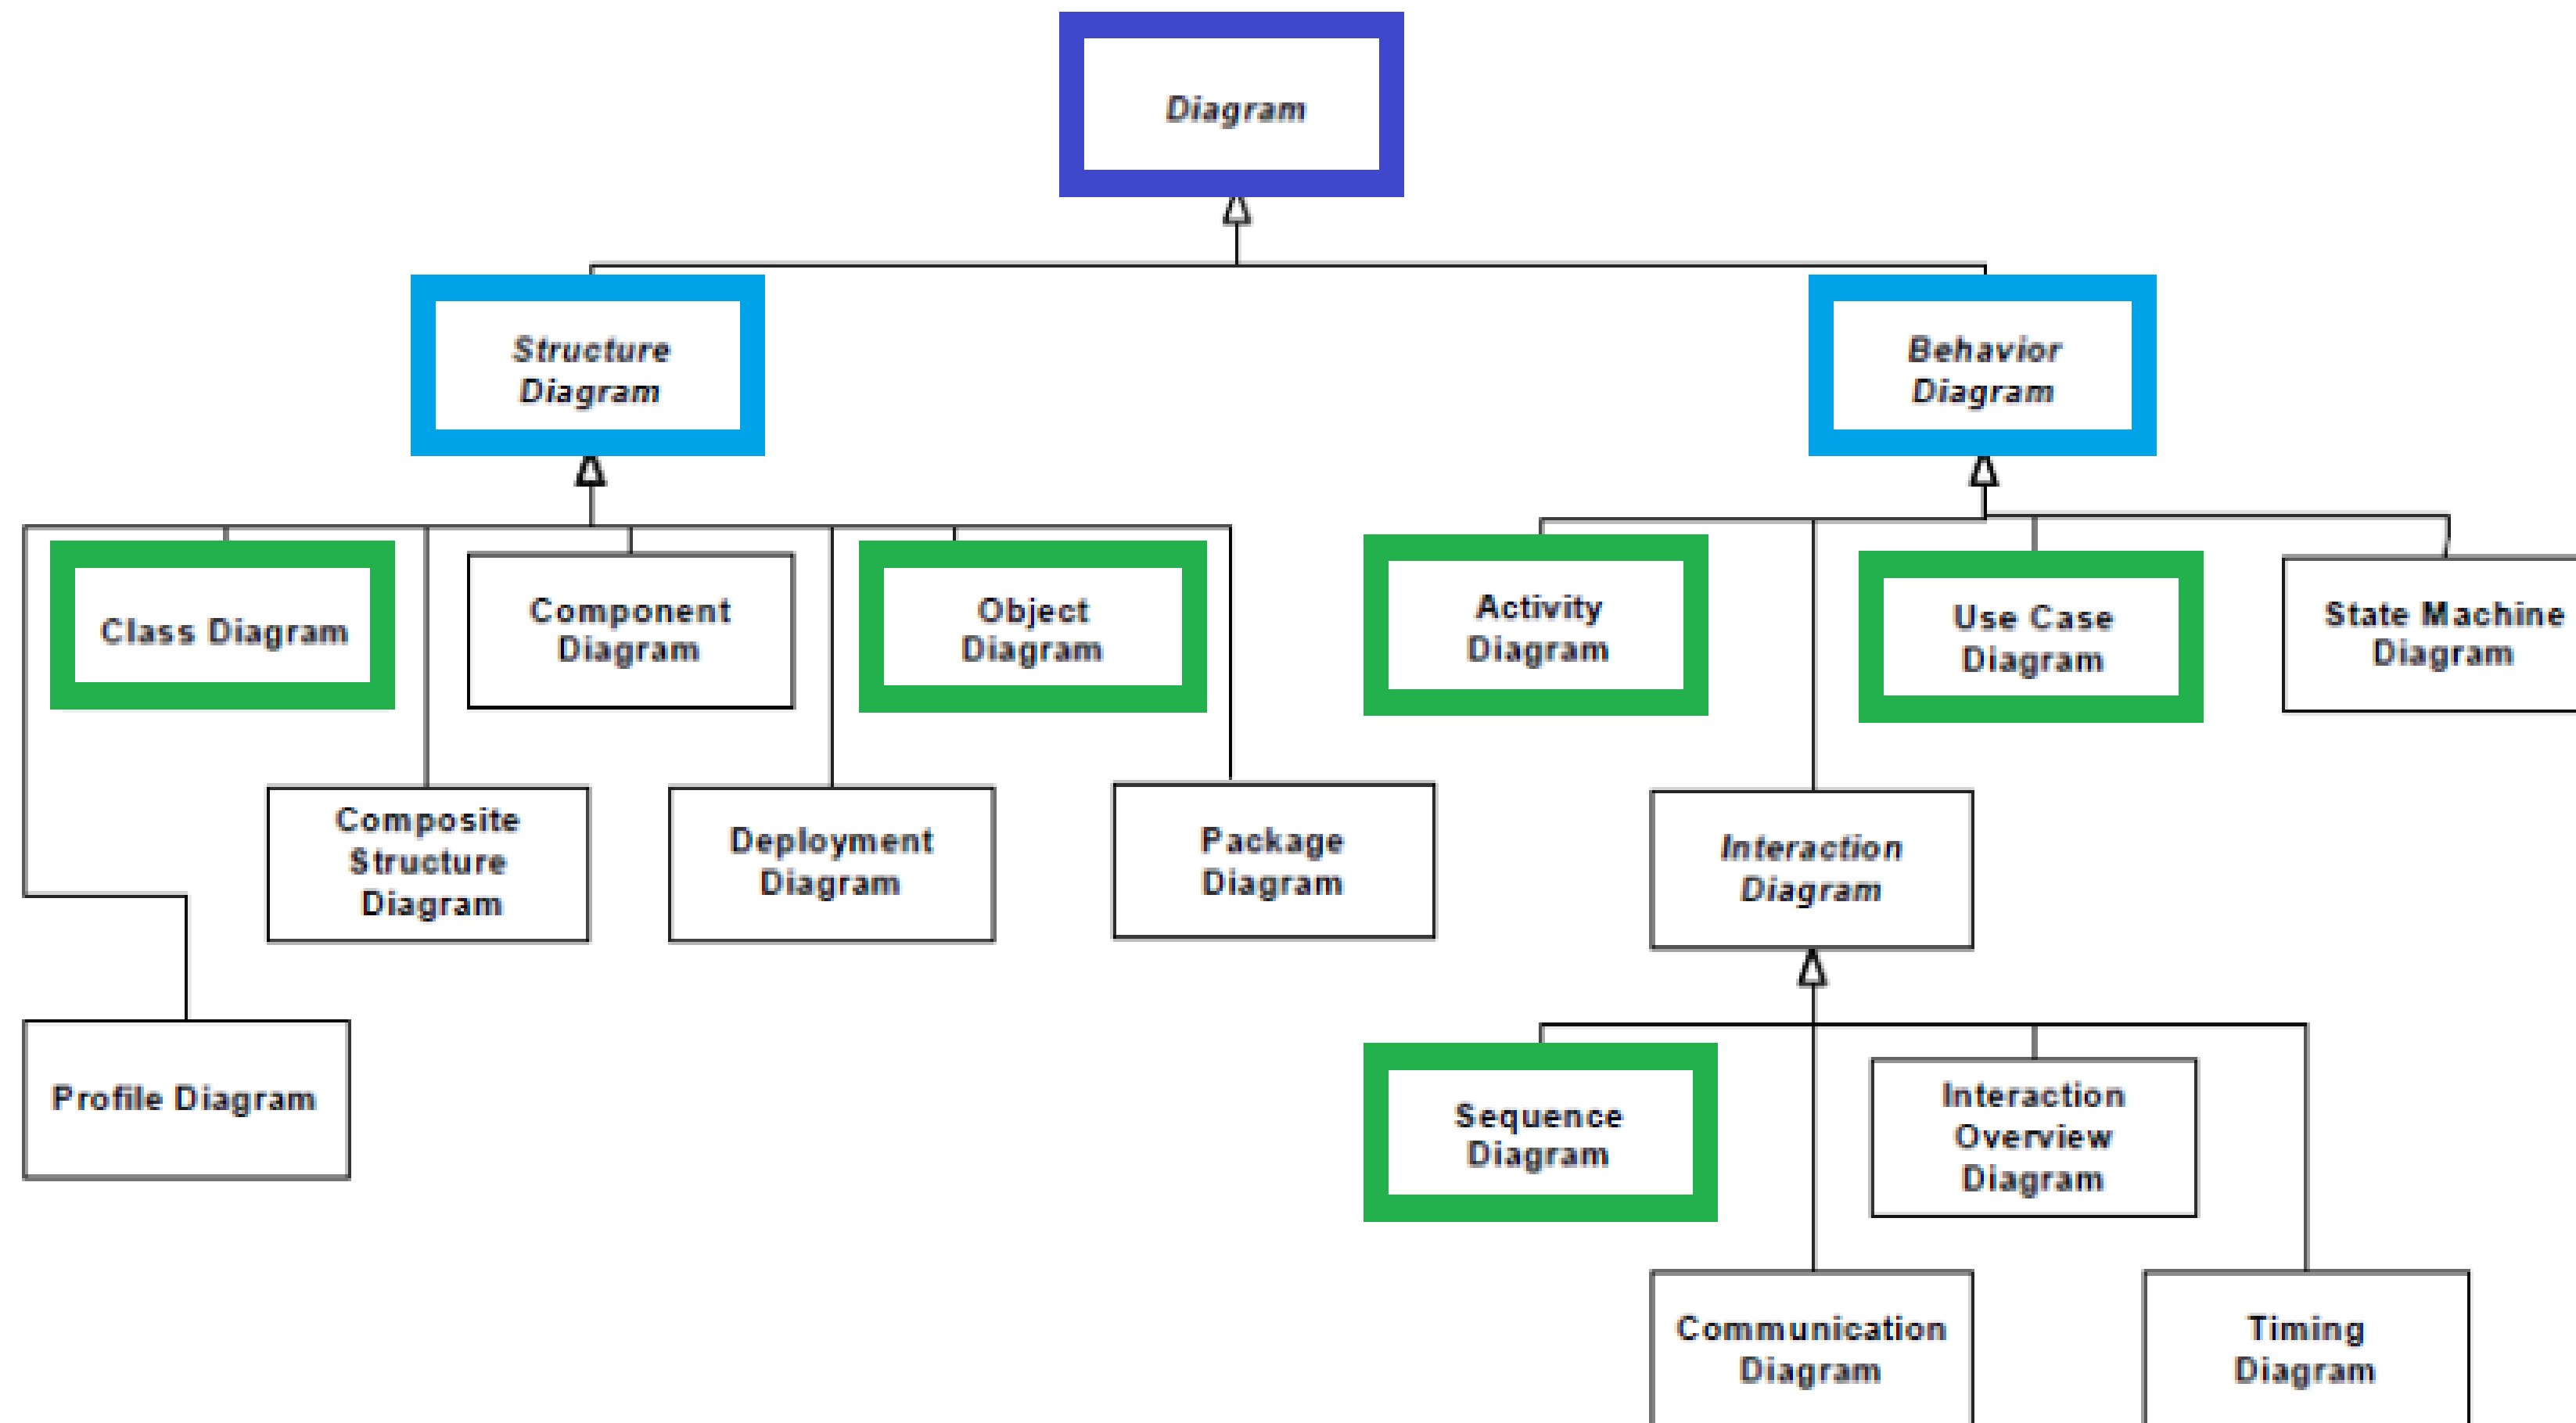 Diagram
Structure
Diagram
Behavior
Diagram
Class Diagram
Component
Diagram
Object
Diagram
Activity
Diagram
Use Case
Diagram
State Machine
Diagram
Composite
Structure
Diagram
Deployment
Diagram
Package
Diagram
Interaction
Diagram
Profile Diagram
Sequence
Diagram
Interaction
Overview
Diagram
Communication
Diagram
Timing
Diagram